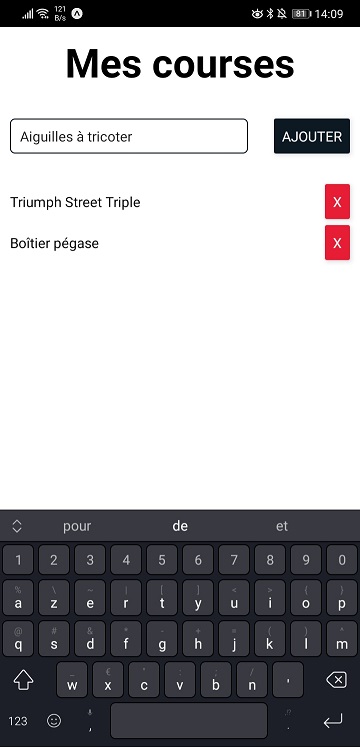 121 B/s 81 14:09
Mes courses
Aiguilles à tricoter AJOUTER
Triumph Street Triple X
Boîtier pégase X
pour de et
1 2 3 4 5 6 7 8 9 0
% \ ~ | [ ] < > { }
a z e r t y u i o p
@ # & * - + = ( ) ^
q s d f g h j k l m
_ € " ' : ; /
w x c v b n '
123 , .